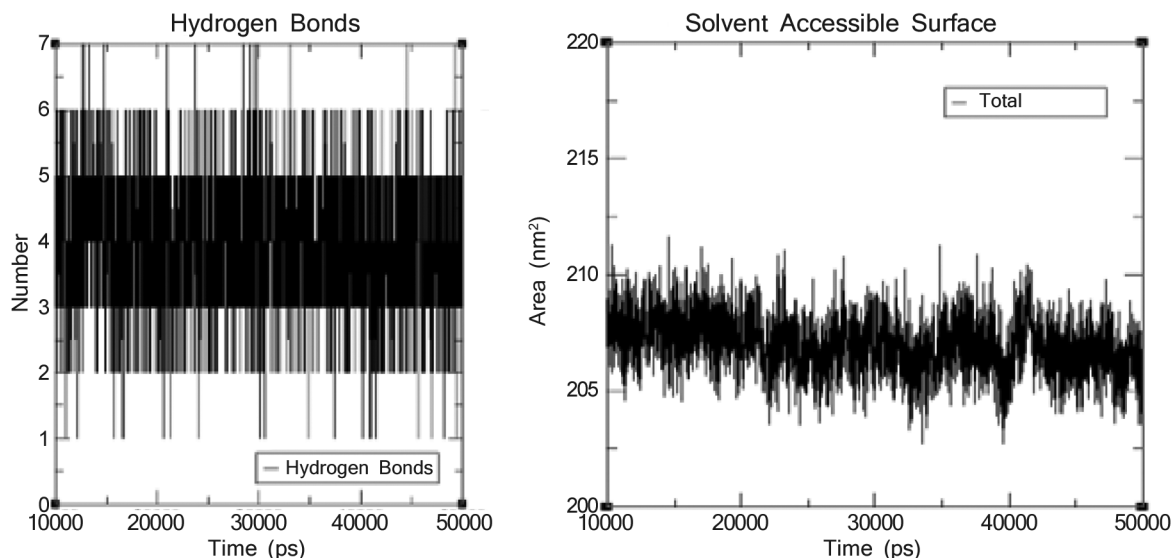 Hydrogen Bonds
7
6
5
4
3
2
1
0
Number
Hydrogen Bonds
10000 20000 30000 40000 50000
Time (ps)
Solvent Accessible Surface
220
215
210
205
200
Area (nm²)
Total
10000 20000 30000 40000 50000
Time (ps)